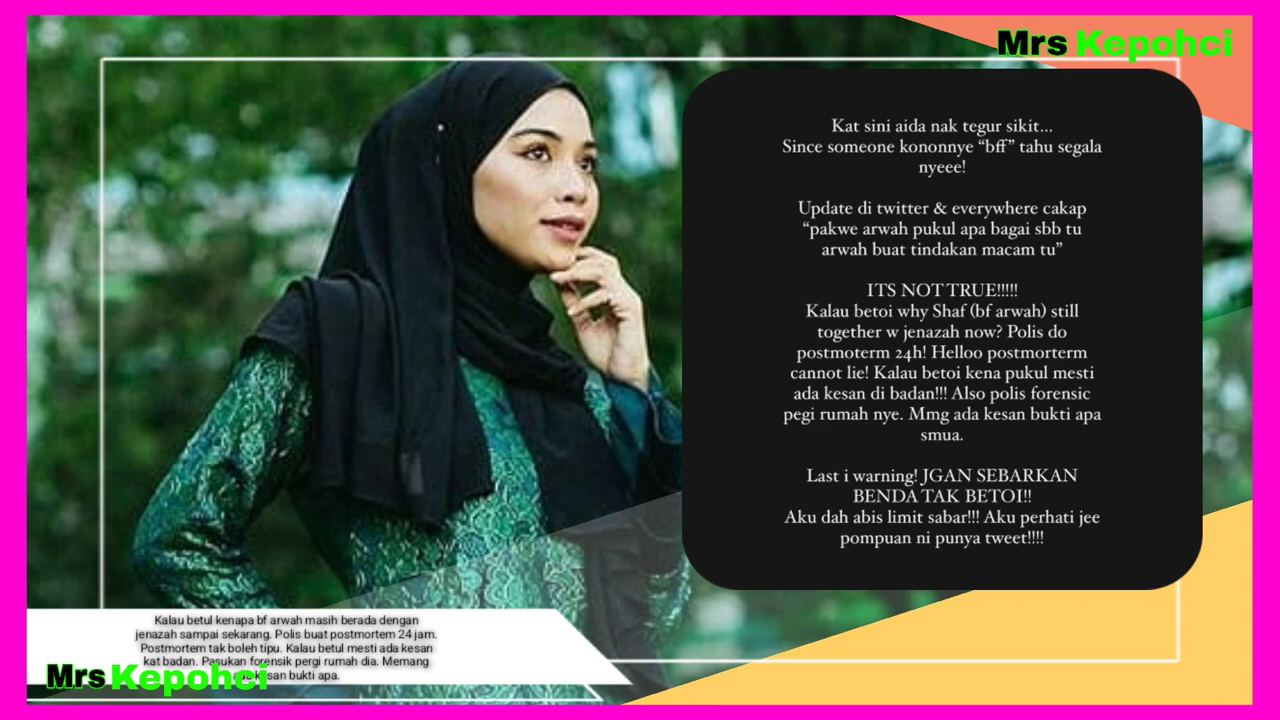 Mrs Kepohci
Kat sini aida nak tegur sikit...
Since someone kononnye “bff” tahu segala
nyeee!
Update di twitter & everywhere cakap
“pakwe arwah pukul apa bagai sbb tu
arwah buat tindakan macam tu”
ITS NOT TRUE!!!!!
Kalau betoi why Shaf (bf arwah) still
together w jenazah now? Polis do
postmoterm 24h! Helloo postmorterm
cannot lie! Kalau betoi kena pukul mesti
ada kesan di badan!!! Also polis forensic
pegi rumah nye. Mmg ada kesan bukti apa
smua.
Last i warning! JGAN SEBARKAN
BENDA TAK BETOI!!
Aku dah abis limit sabar!!! Aku perhati jee
pompuan ni punya tweet!!!!
Kalau betul kenapa bf arwah masih berada dengan
jenazah sampai sekarang. Polis buat postmortem 24 jam.
Postmortem tak boleh tipu. Kalau betul mesti ada kesan
kat badan. Pasukan forensik pergi rumah dia. Memang
ada kesan bukti apa.
Mrs Kepohci